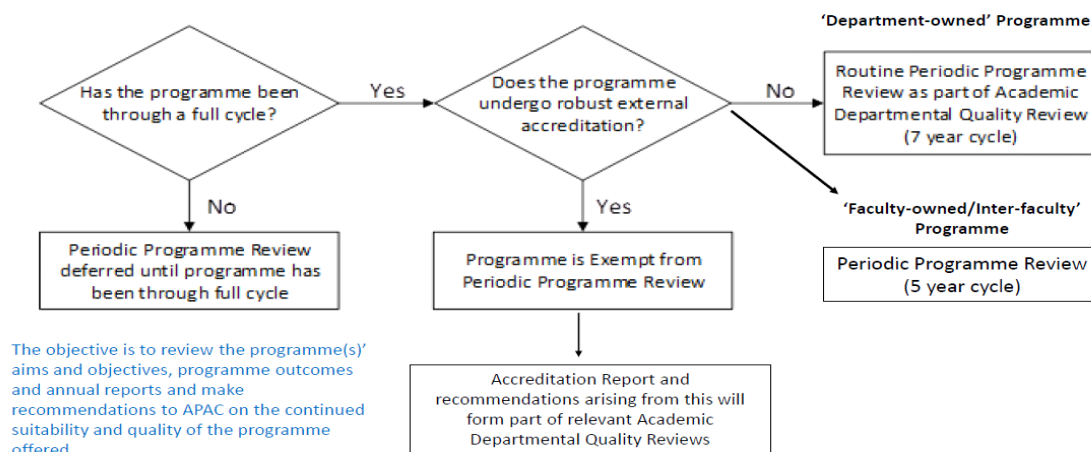 'Department-owned' Programme
Has the programme been
through a full cycle?
Yes
Does the programme
undergo robust external
accreditation?
No
Routine Periodic Programme
Review as part of Academic
Departmental Quality Review
(7 year cycle)
No
Periodic Programme Review
deferred until programme has
been through full cycle
Yes
Programme is Exempt from
Periodic Programme Review
'Faculty-owned/Inter-faculty'
Programme
Periodic Programme Review
(5 year cycle)
The objective is to review the programme(s)'
aims and objectives, programme outcomes
and annual reports and make
recommendations to APAC on the continued
suitability and quality of the programme
offered
Accreditation Report and
recommendations arising from this will
form part of relevant Academic
Departmental Quality Reviews